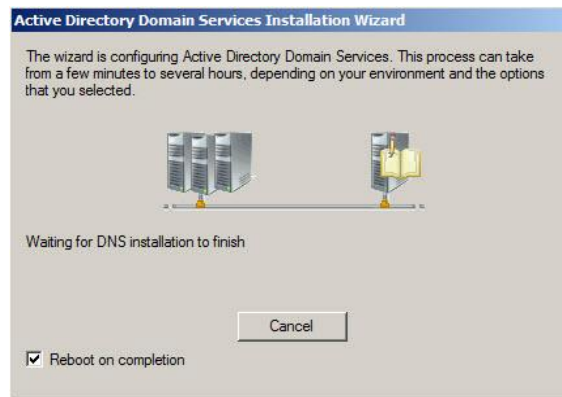 Active Directory Domain Services Installation Wizard
The wizard is configuring Active Directory Domain Services. This process can take
from a few minutes to several hours, depending on your environment and the options
that you selected.
Waiting for DNS installation to finish
Cancel
Reboot on completion